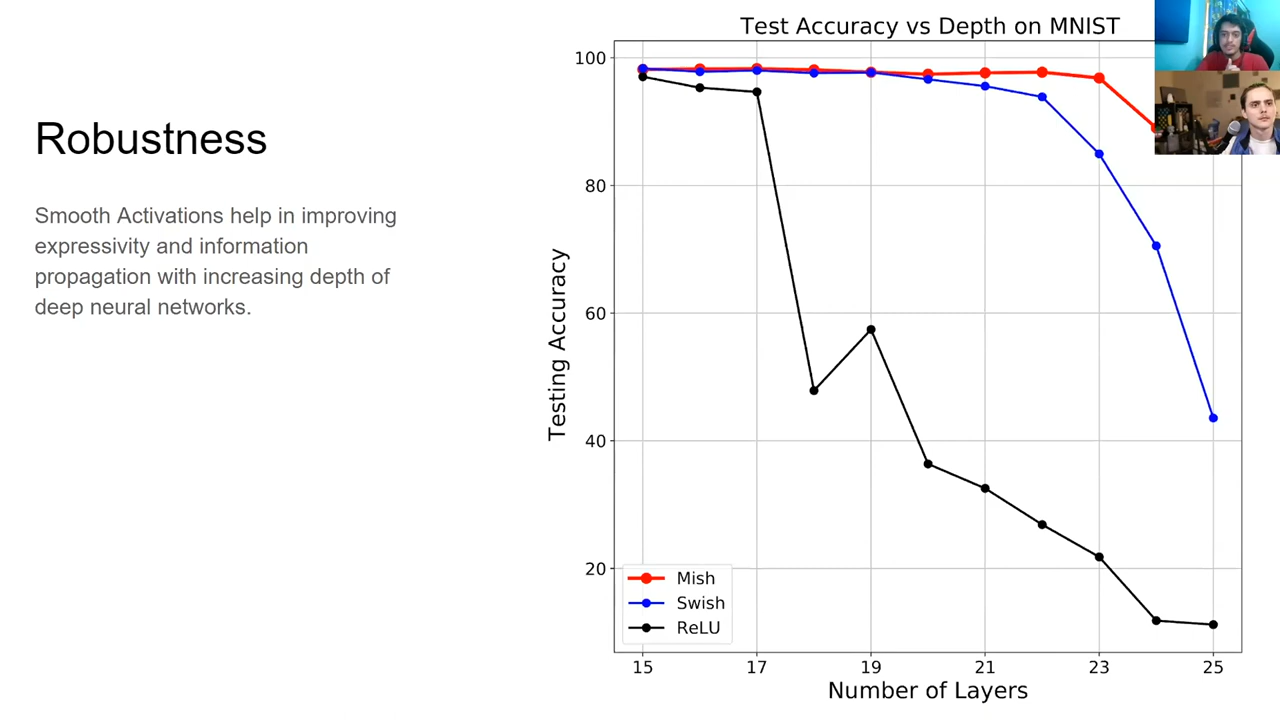 Robustness
Smooth Activations help in improving
expressivity and information
propagation with increasing depth of
deep neural networks.
Test Accuracy vs Depth on MNIST
Testing Accuracy
100
80
60
40
20
Mish
Swish
ReLU
15 17 19 21 23 25
Number of Layers